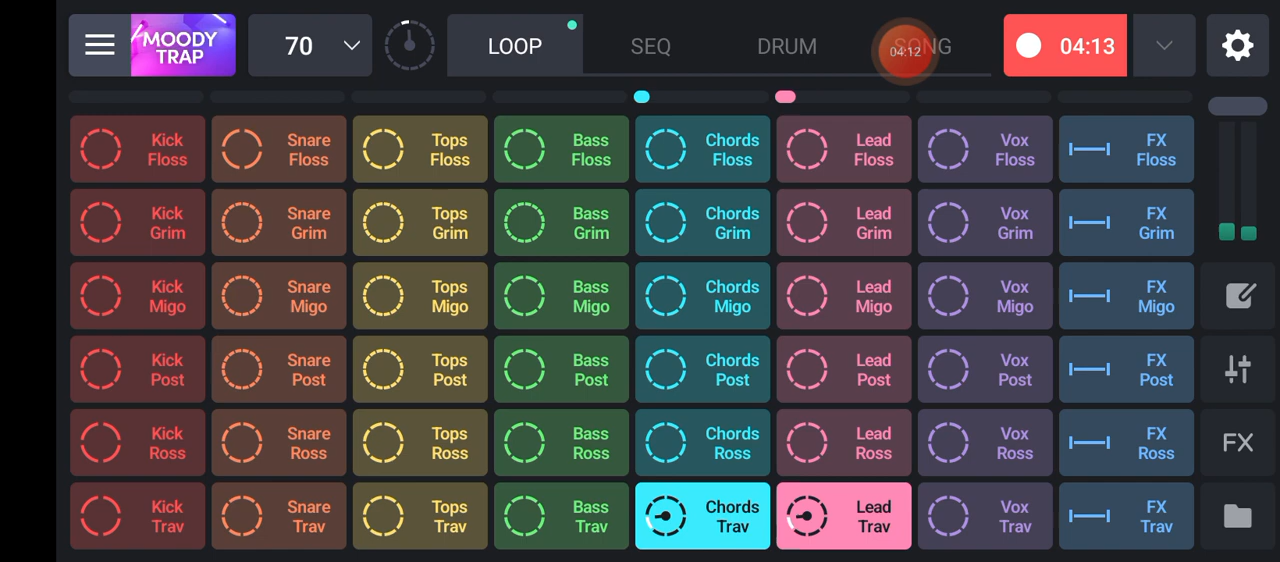 MOODY
TRAP
70
LOOP
SEQ
DRUM
SONG
04:12
04:13
Kick
Floss
Snare
Floss
Tops
Floss
Bass
Floss
Chords
Floss
Lead
Floss
Vox
Floss
FX
Floss
Kick
Grim
Snare
Grim
Tops
Grim
Bass
Grim
Chords
Grim
Lead
Grim
Vox
Grim
FX
Grim
Kick
Migo
Snare
Migo
Tops
Migo
Bass
Migo
Chords
Migo
Lead
Migo
Vox
Migo
FX
Migo
Kick
Post
Snare
Post
Tops
Post
Bass
Post
Chords
Post
Lead
Post
Vox
Post
FX
Post
Kick
Ross
Snare
Ross
Tops
Ross
Bass
Ross
Chords
Ross
Lead
Ross
Vox
Ross
FX
Ross
FX
Kick
Trav
Snare
Trav
Tops
Trav
Bass
Trav
Chords
Trav
Lead
Trav
Vox
Trav
FX
Trav